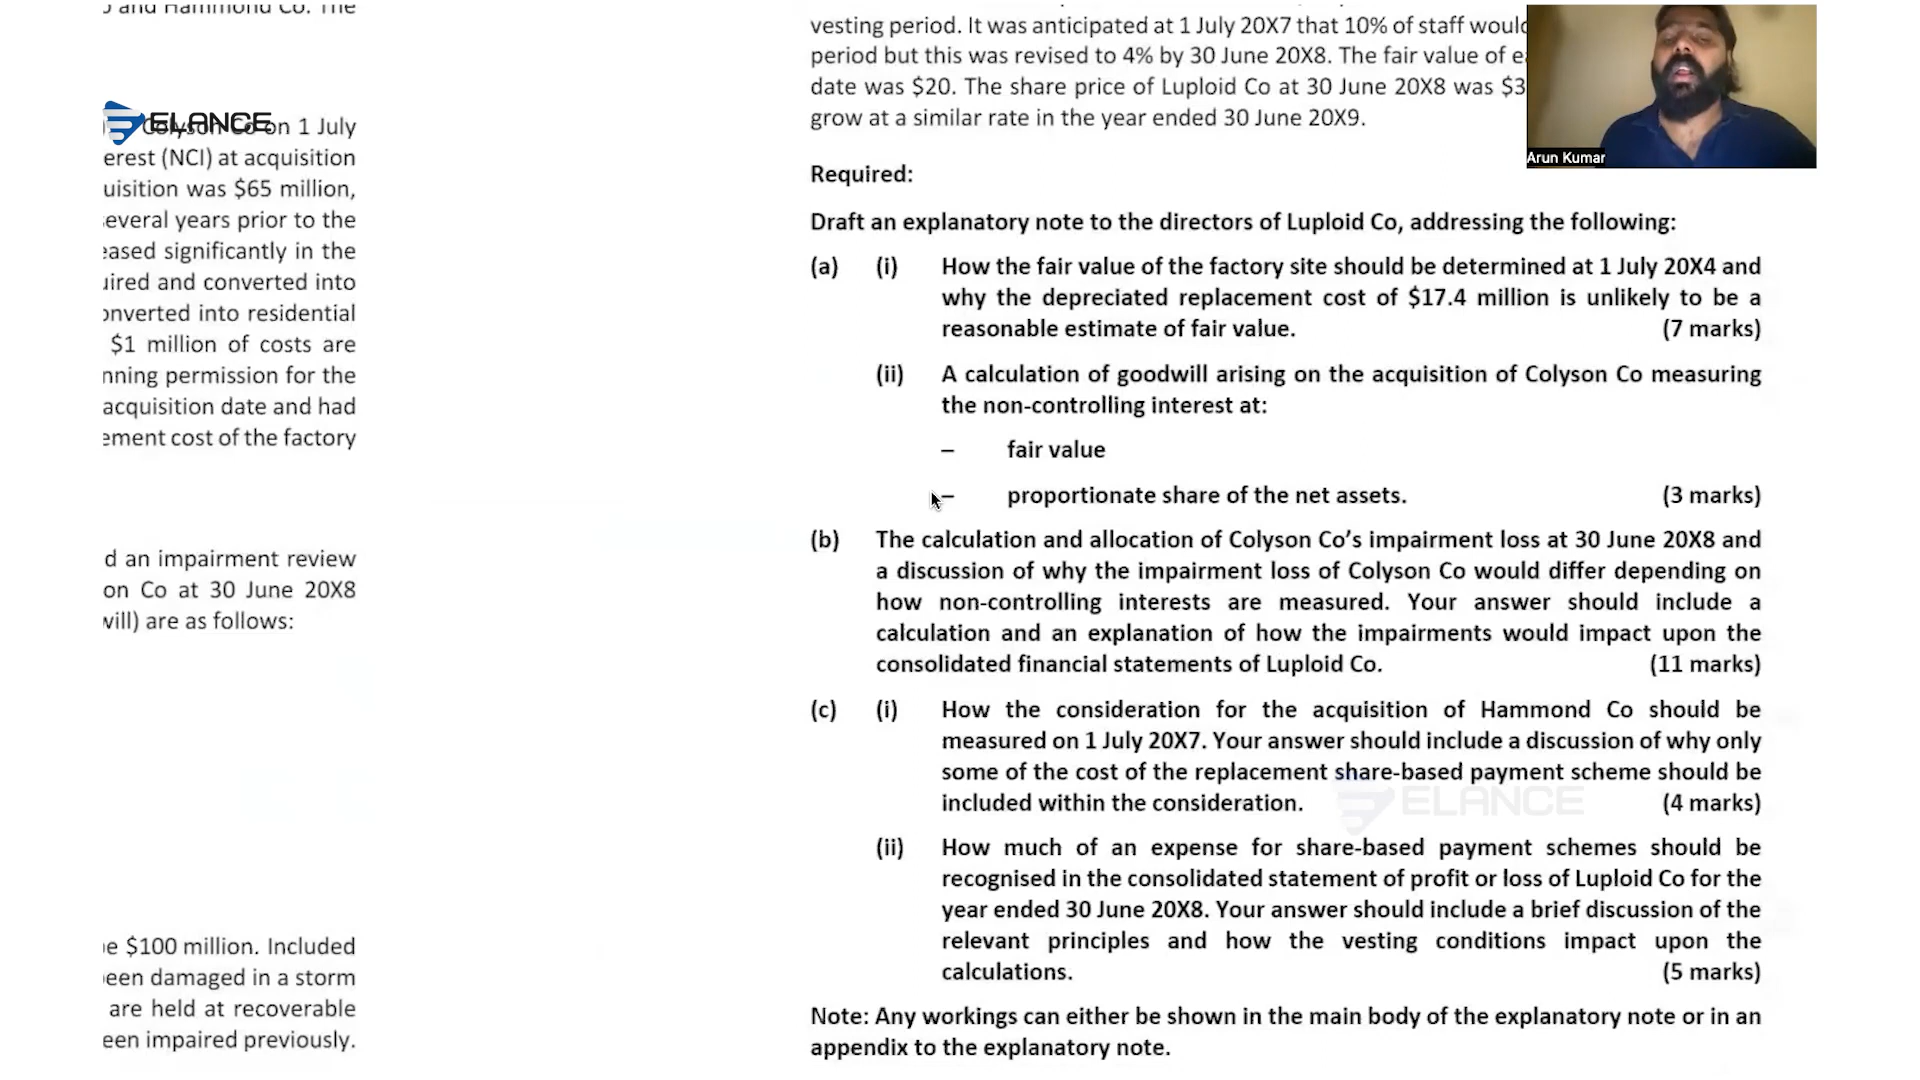 o and Hammond Co. The
ELANCE
Colyson Co on 1 July
erest (NCI) at acquisition
uisition was $65 million,
several years prior to the
eased significantly in the
uired and converted into
onverted into residential
$1 million of costs are
nning permission for the
acquisition date and had
ement cost of the factory
d an impairment review
on Co at 30 June 20X8
will) are as follows:
e $100 million. Included
een damaged in a storm
are held at recoverable
een impaired previously.
vesting period. It was anticipated at 1 July 20X7 that 10% of staff would
period but this was revised to 4% by 30 June 20X8. The fair value of e
date was $20. The share price of Luploid Co at 30 June 20X8 was $3
grow at a similar rate in the year ended 30 June 20X9.
Arun Kumar
Required:
Draft an explanatory note to the directors of Luploid Co, addressing the following:
(a) (i) How the fair value of the factory site should be determined at 1 July 20X4 and
why the depreciated replacement cost of $17.4 million is unlikely to be a
reasonable estimate of fair value. (7 marks)
(ii) A calculation of goodwill arising on the acquisition of Colyson Co measuring
the non-controlling interest at:
– fair value
– proportionate share of the net assets. (3 marks)
(b) The calculation and allocation of Colyson Co’s impairment loss at 30 June 20X8 and
a discussion of why the impairment loss of Colyson Co would differ depending on
how non-controlling interests are measured. Your answer should include a
calculation and an explanation of how the impairments would impact upon the
consolidated financial statements of Luploid Co. (11 marks)
(c) (i) How the consideration for the acquisition of Hammond Co should be
measured on 1 July 20X7. Your answer should include a discussion of why only
some of the cost of the replacement share-based payment scheme should be
included within the consideration. (4 marks)
ELANCE
(ii) How much of an expense for share-based payment schemes should be
recognised in the consolidated statement of profit or loss of Luploid Co for the
year ended 30 June 20X8. Your answer should include a brief discussion of the
relevant principles and how the vesting conditions impact upon the
calculations. (5 marks)
Note: Any workings can either be shown in the main body of the explanatory note or in an
appendix to the explanatory note.